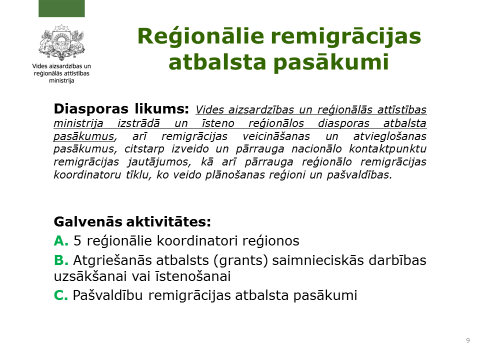 Vides aizsardzības un
reģionālās attīstības
ministrija
Reģionālie remigrācijas
atbalsta pasākumi
Diasporas likums: Vides aizsardzības un reģionālās attīstības
ministrija izstrādā un īsteno reģionālos diasporas atbalsta
pasākumus, arī remigrācijas veicināšanas un atvieglošanas
pasākumus, citstarp izveido un pārrauga nacionālo kontaktpunktu
remigrācijas jautājumos, kā arī pārrauga reģionālo remigrācijas
koordinatoru tīklu, ko veido plānošanas reģioni un pašvaldības.
Galvenās aktivitātes:
A. 5 reģionālie koordinatori reģionos
B. Atgriešanās atbalsts (grants) saimnieciskās darbības
uzsākšanai vai īstenošanai
C. Pašvaldību remigrācijas atbalsta pasākumi
9